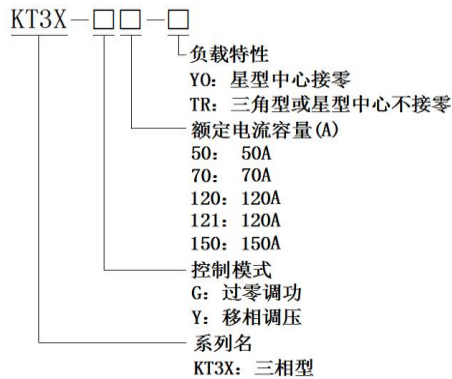 KT3X-□□-□
负载特性
YO: 星型中心接零
TR: 三角型或星型中心不接零
额定电流容量(A)
50: 50A
70: 70A
120: 120A
121: 120A
150: 150A
控制模式
G: 过零调功
Y: 移相调压
系列名
KT3X: 三相型